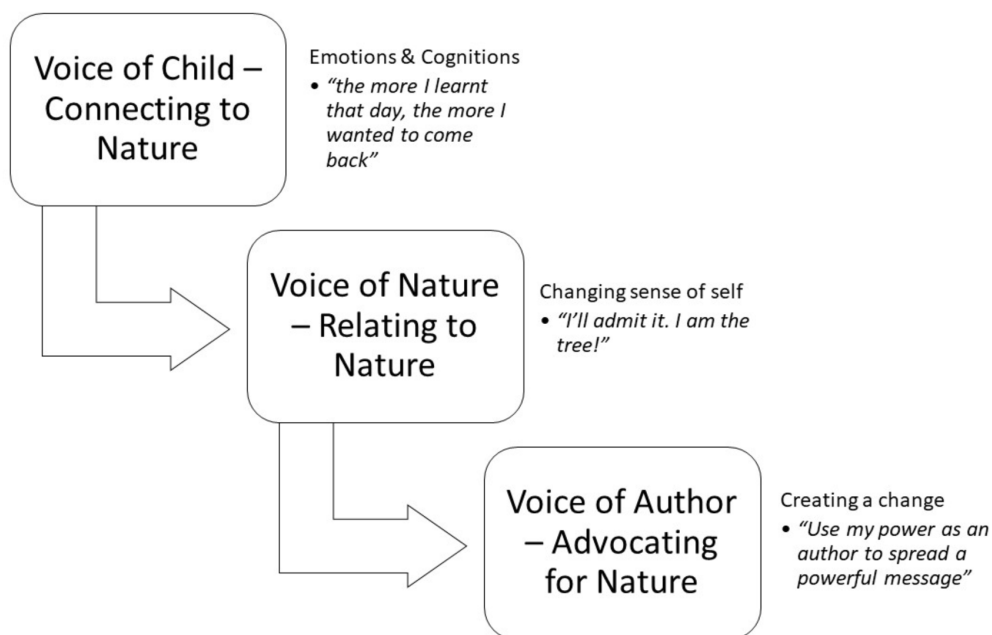 Voice of Child –
Connecting to
Nature
Emotions & Cognitions
• “the more I learnt
that day, the more I
wanted to come
back”
Voice of Nature
– Relating to
Nature
Changing sense of self
• “I’ll admit it. I am the
tree!”
Voice of Author
– Advocating
for Nature
Creating a change
• “Use my power as an
author to spread a
powerful message”